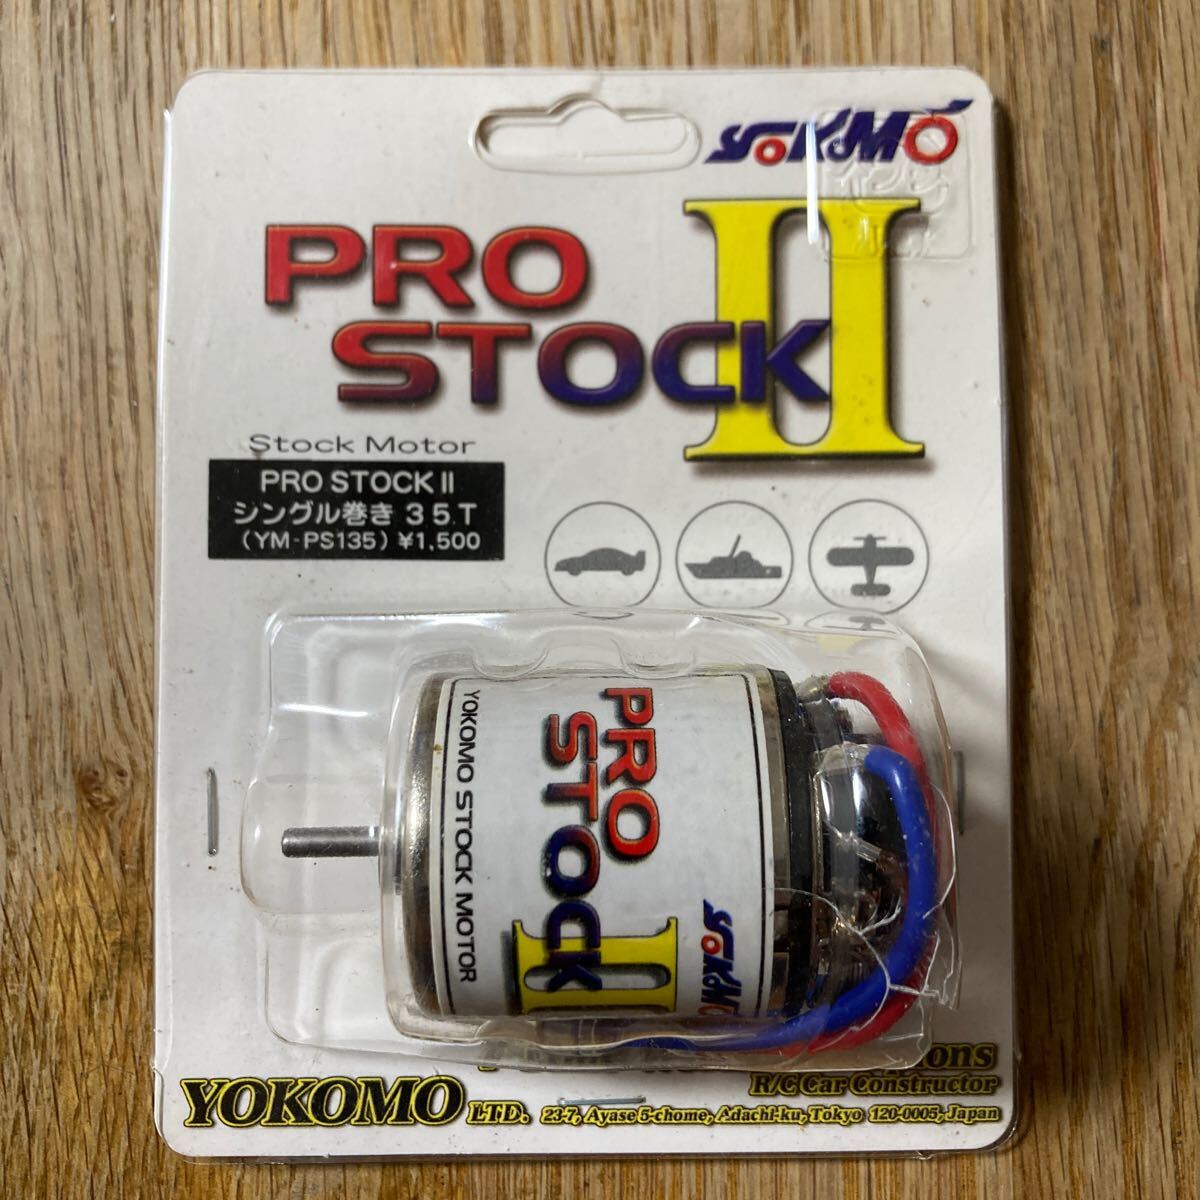 YOKOMO
PRO
STOCK II
Stock Motor
PRO STOCK II
シングル巻き 35T
(YM-PS135) ¥1,500
PRO
STOCK II
YOKOMO STOCK MOTOR
YOKOMO
R/C Car Constructor
YOKOMO LTD. 23-7, Ayase 5-chome, Adachi-ku, Tokyo 120-0005, Japan